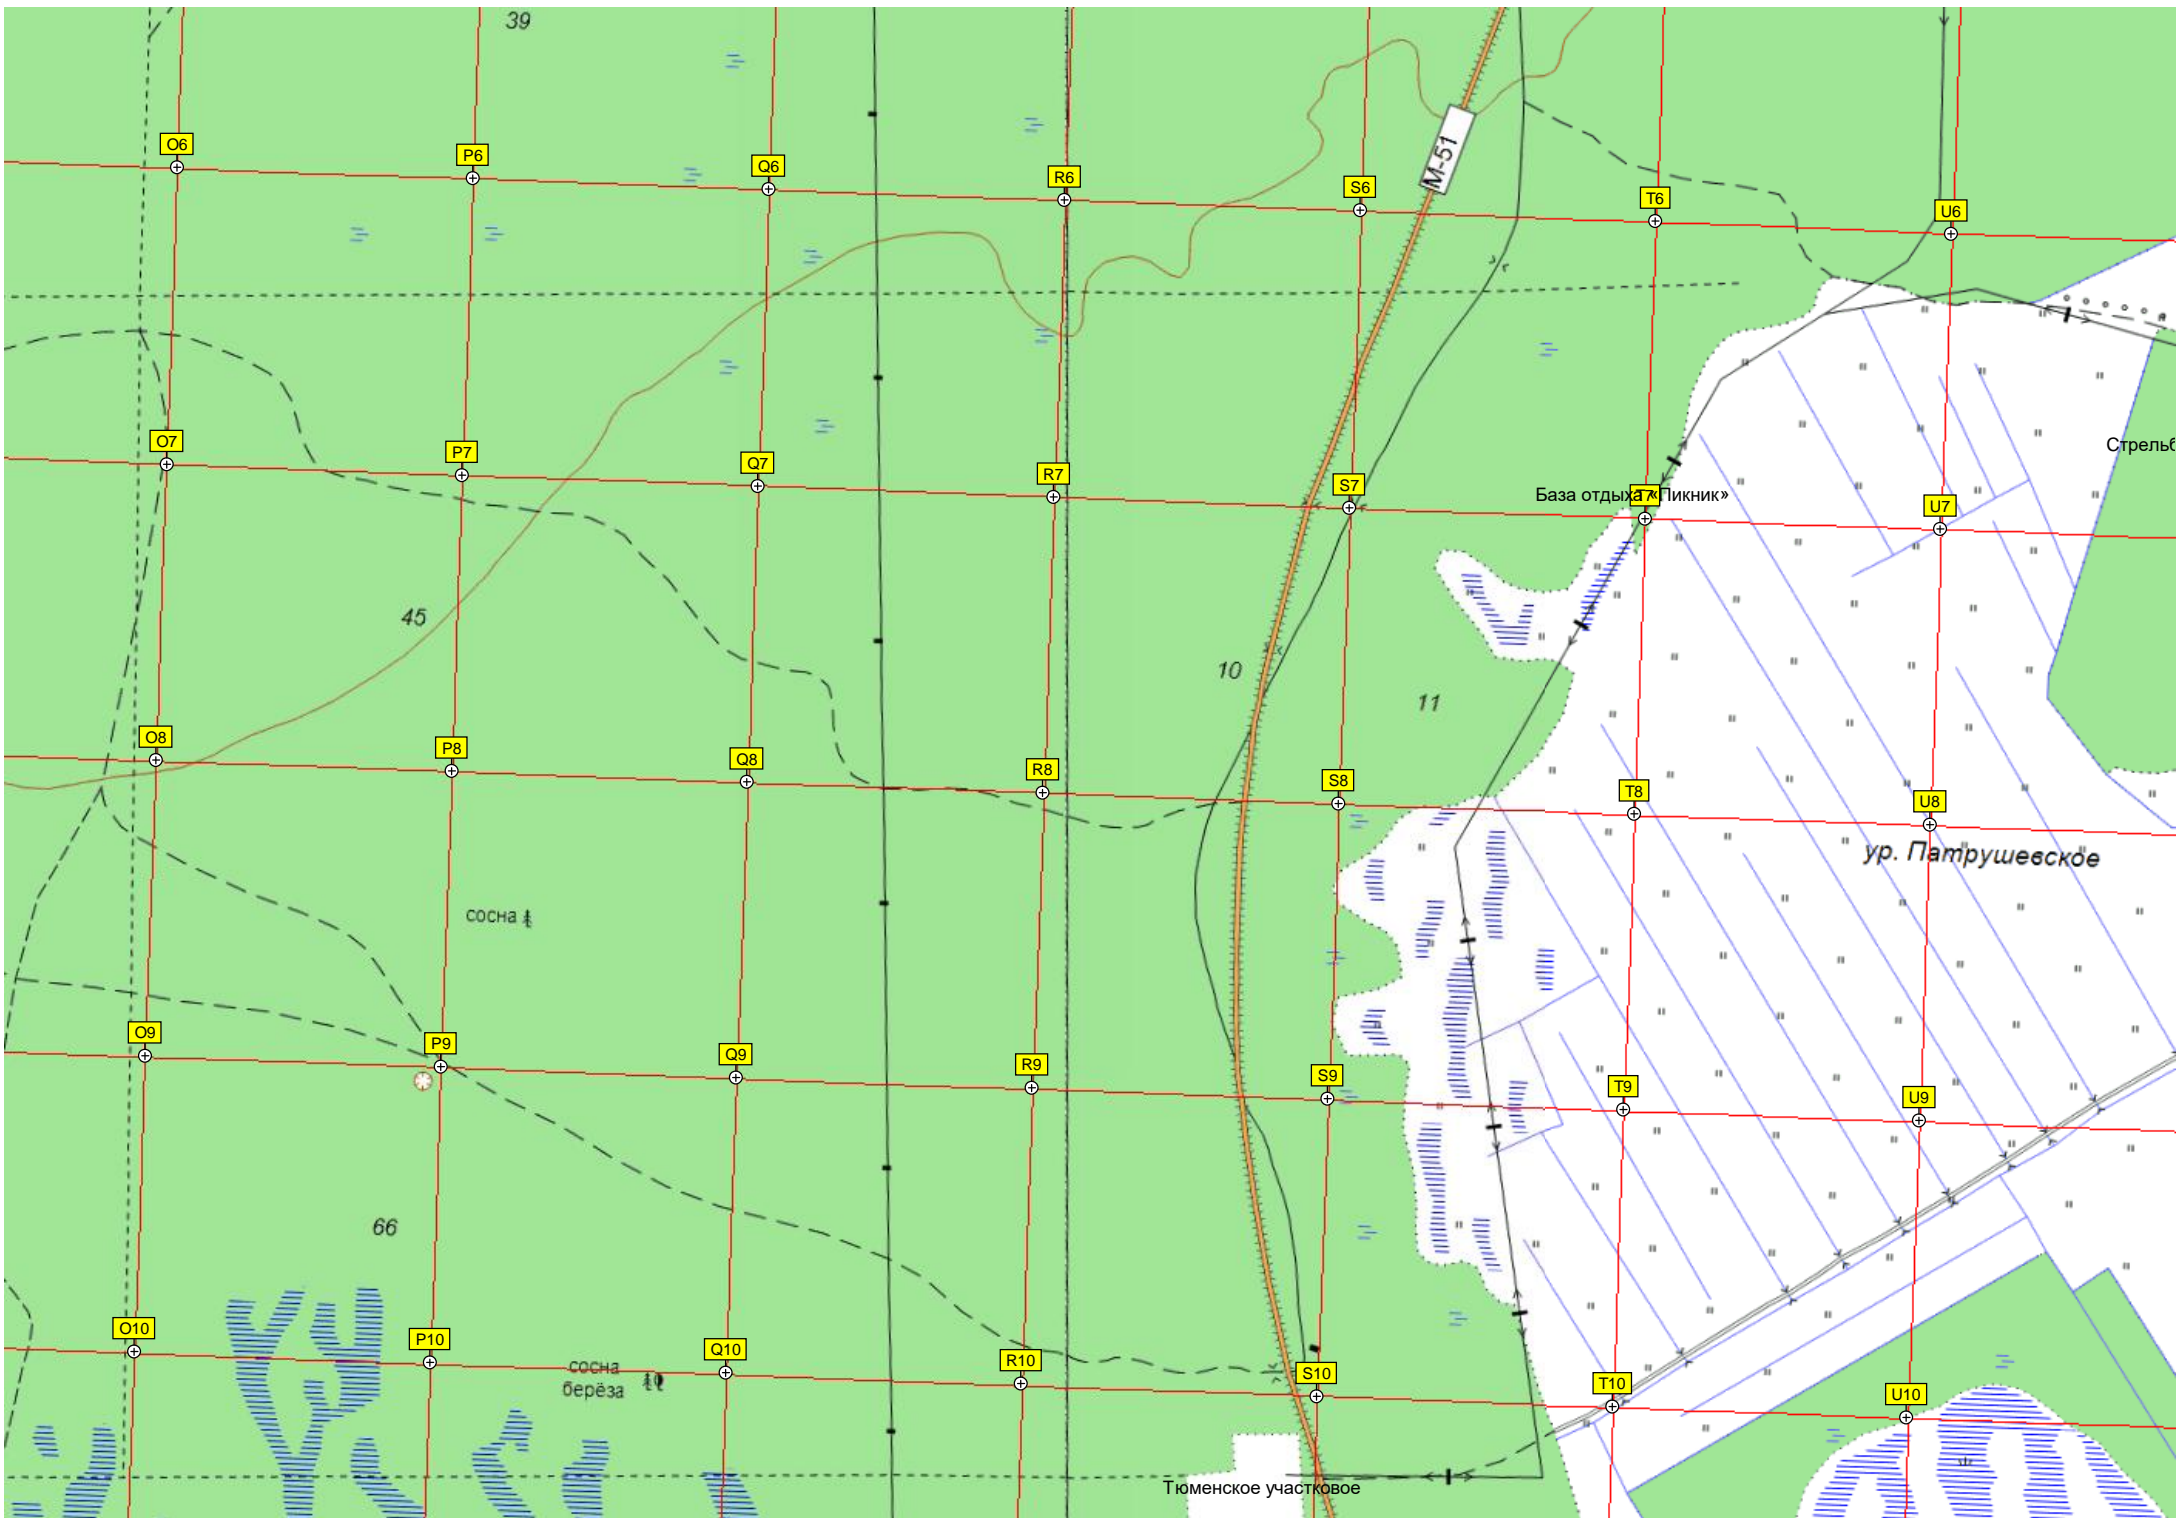 39
O6
P6
Q6
R6
S6
T6
U6
М-51
O7
P7
Q7
R7
S7
T7
U7
База отдыха «Пикник»
Стрельб
45
10
11
O8
P8
Q8
R8
S8
T8
U8
ур. Патрушевское
сосна
O9
P9
Q9
R9
S9
T9
U9
66
O10
P10
Q10
R10
S10
T10
U10
сосна
берёза
Тюменское участковое